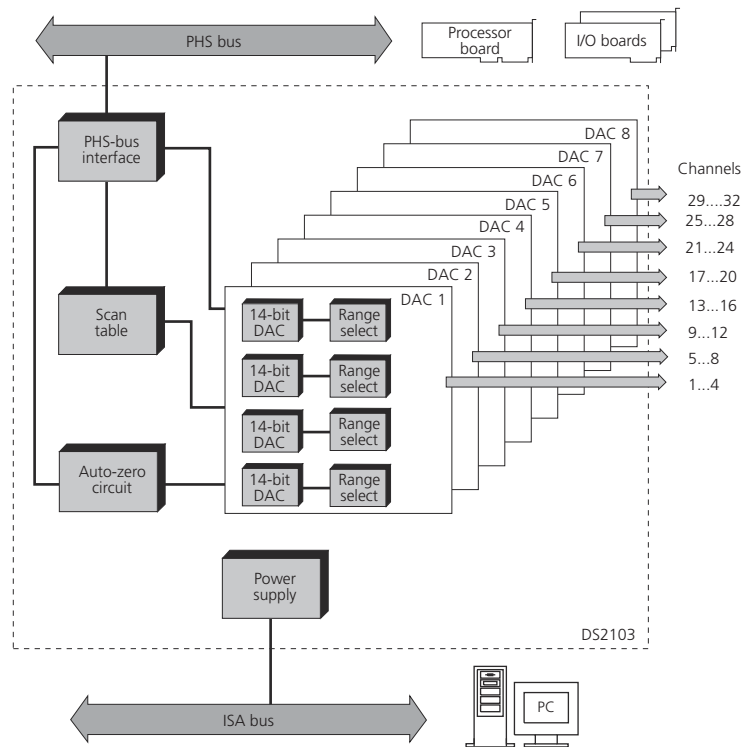 PHS bus
Processor
board
I/O boards
PHS-bus
interface
Scan
table
Auto-zero
circuit
DAC 8
DAC 7
DAC 6
DAC 5
DAC 4
DAC 3
DAC 2
DAC 1
14-bit
DAC
Range
select
14-bit
DAC
Range
select
14-bit
DAC
Range
select
14-bit
DAC
Range
select
Channels
29....32
25...28
21...24
17...20
13...16
9...12
5...8
1...4
Power
supply
DS2103
ISA bus
PC